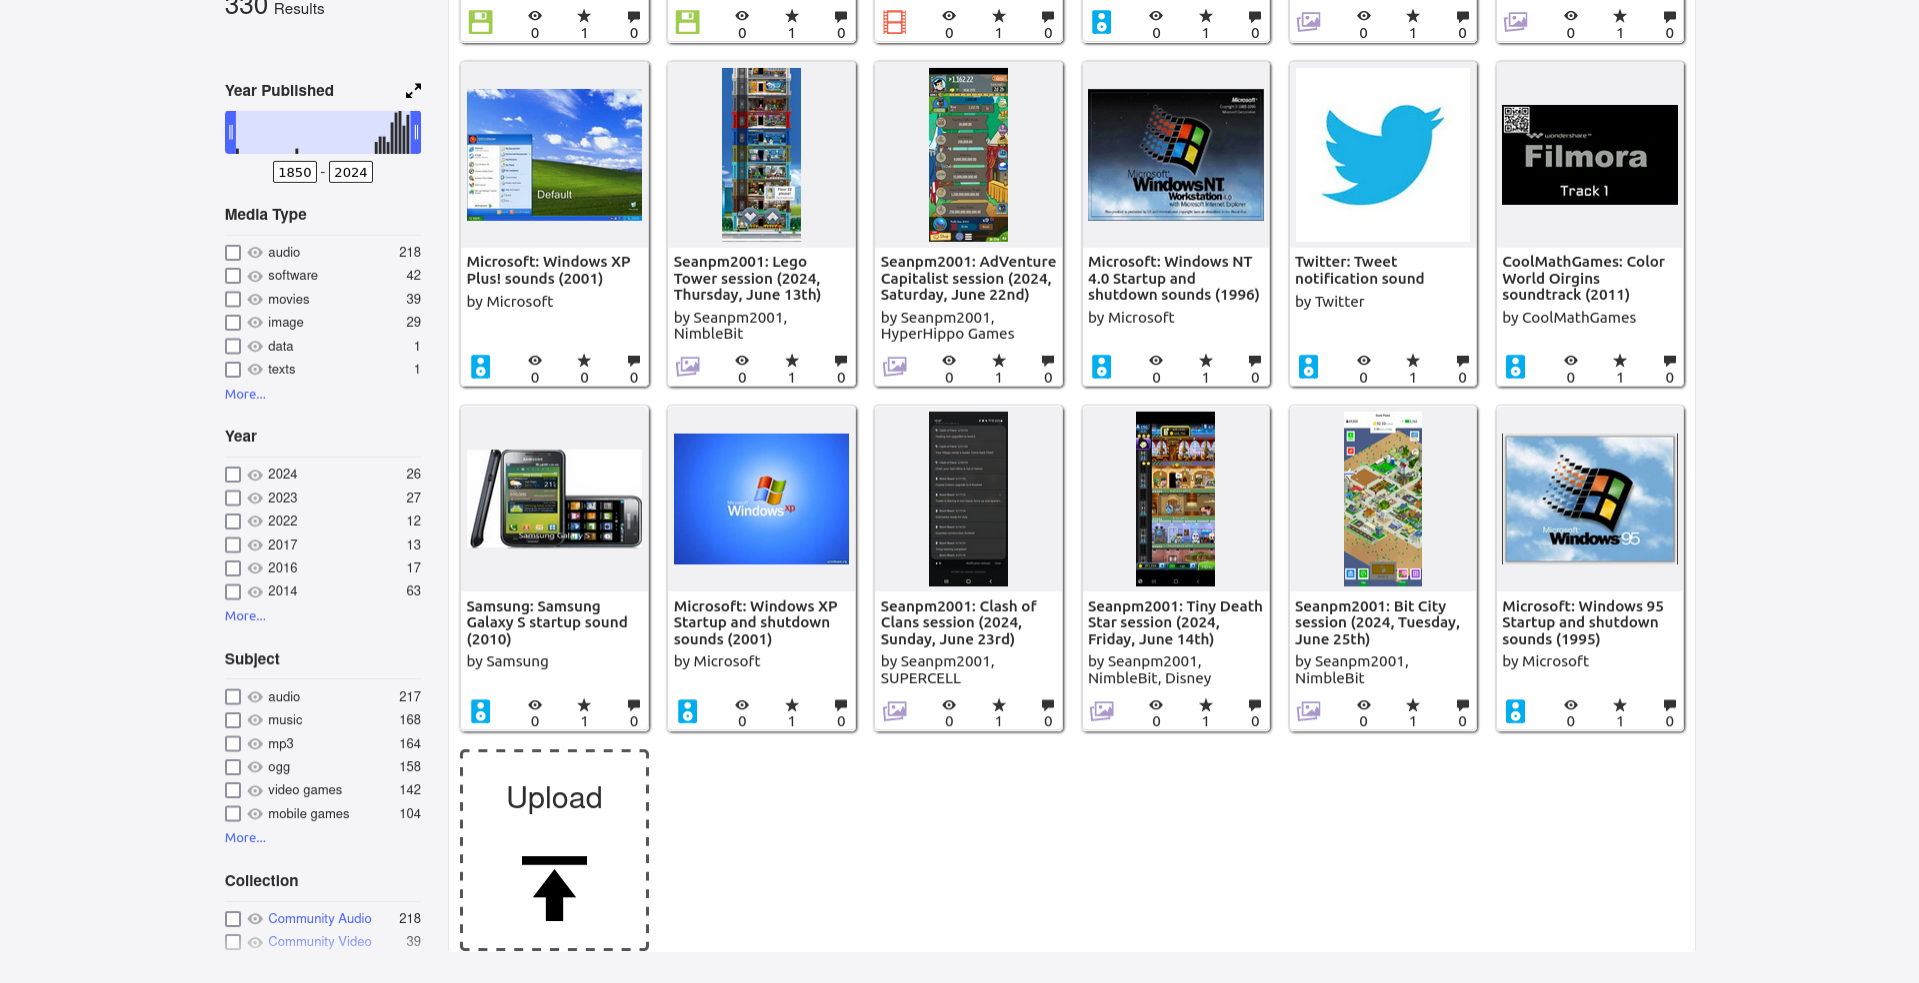 330 Results
Year Published
1850 - 2024
Media Type
audio 218
software 42
movies 39
image 29
data 1
texts 1
More...
Year
2024 26
2023 27
2022 12
2017 13
2016 17
2014 63
More...
Subject
audio 217
music 168
mp3 164
ogg 158
video games 142
mobile games 104
More...
Collection
Community Audio 218
Community Video 39
0 1 0
0 1 0
0 1 0
0 1 0
0 1 0
0 1 0
Default
Microsoft: Windows XP
Plus! sounds (2001)
by Microsoft
0 0 0
Seanpm2001: Lego
Tower session (2024,
Thursday, June 13th)
by Seanpm2001,
NimbleBit
0 1 0
1,162.22
Seanpm2001: AdVenture
Capitalist session (2024,
Saturday, June 22nd)
by Seanpm2001,
HyperHippo Games
0 1 0
Microsoft
Microsoft
WindowsNT
Workstation 4.0
with Microsoft Internet Explorer
Microsoft: Windows NT
4.0 Startup and
shutdown sounds (1996)
by Microsoft
0 1 0
Twitter: Tweet
notification sound
by Twitter
0 1 0
wondershare™
Filmora
Track 1
CoolMathGames: Color
World Oirgins
soundtrack (2011)
by CoolMathGames
0 1 0
Samsung Galaxy
Samsung: Samsung
Galaxy S startup sound
(2010)
by Samsung
0 1 0
Microsoft
Windows xp
Microsoft: Windows XP
Startup and shutdown
sounds (2001)
by Microsoft
0 1 0
Seanpm2001: Clash of
Clans session (2024,
Sunday, June 23rd)
by Seanpm2001,
SUPERCELL
0 1 0
Seanpm2001: Tiny Death
Star session (2024,
Friday, June 14th)
by Seanpm2001,
NimbleBit, Disney
0 1 0
Seanpm2001: Bit City
session (2024, Tuesday,
June 25th)
by Seanpm2001,
NimbleBit
0 1 0
Microsoft
Windows 95
Microsoft: Windows 95
Startup and shutdown
sounds (1995)
by Microsoft
0 1 0
Upload